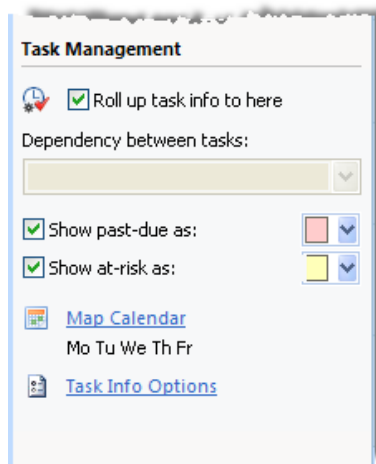 Task Management
Roll up task info to here
Dependency between tasks:
Show past-due as:
Show at-risk as:
Map Calendar
Mo Tu We Th Fr
Task Info Options